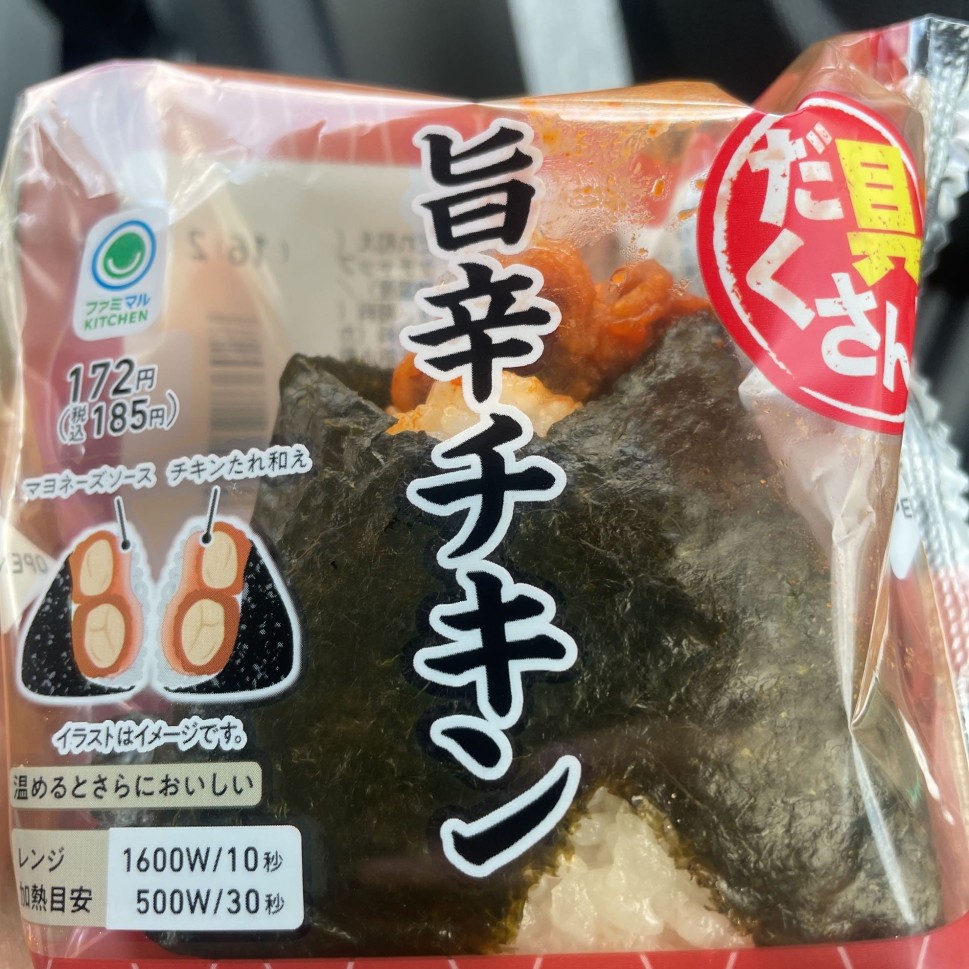 旨辛チキン
具
だくさん
ファミマル
KITCHEN
172円
(税込185円)
マヨネーズソース チキンたれ和え
イラストはイメージです。
温めるとさらにおいしい
レンジ 1600W/10秒
加熱目安 500W/30秒